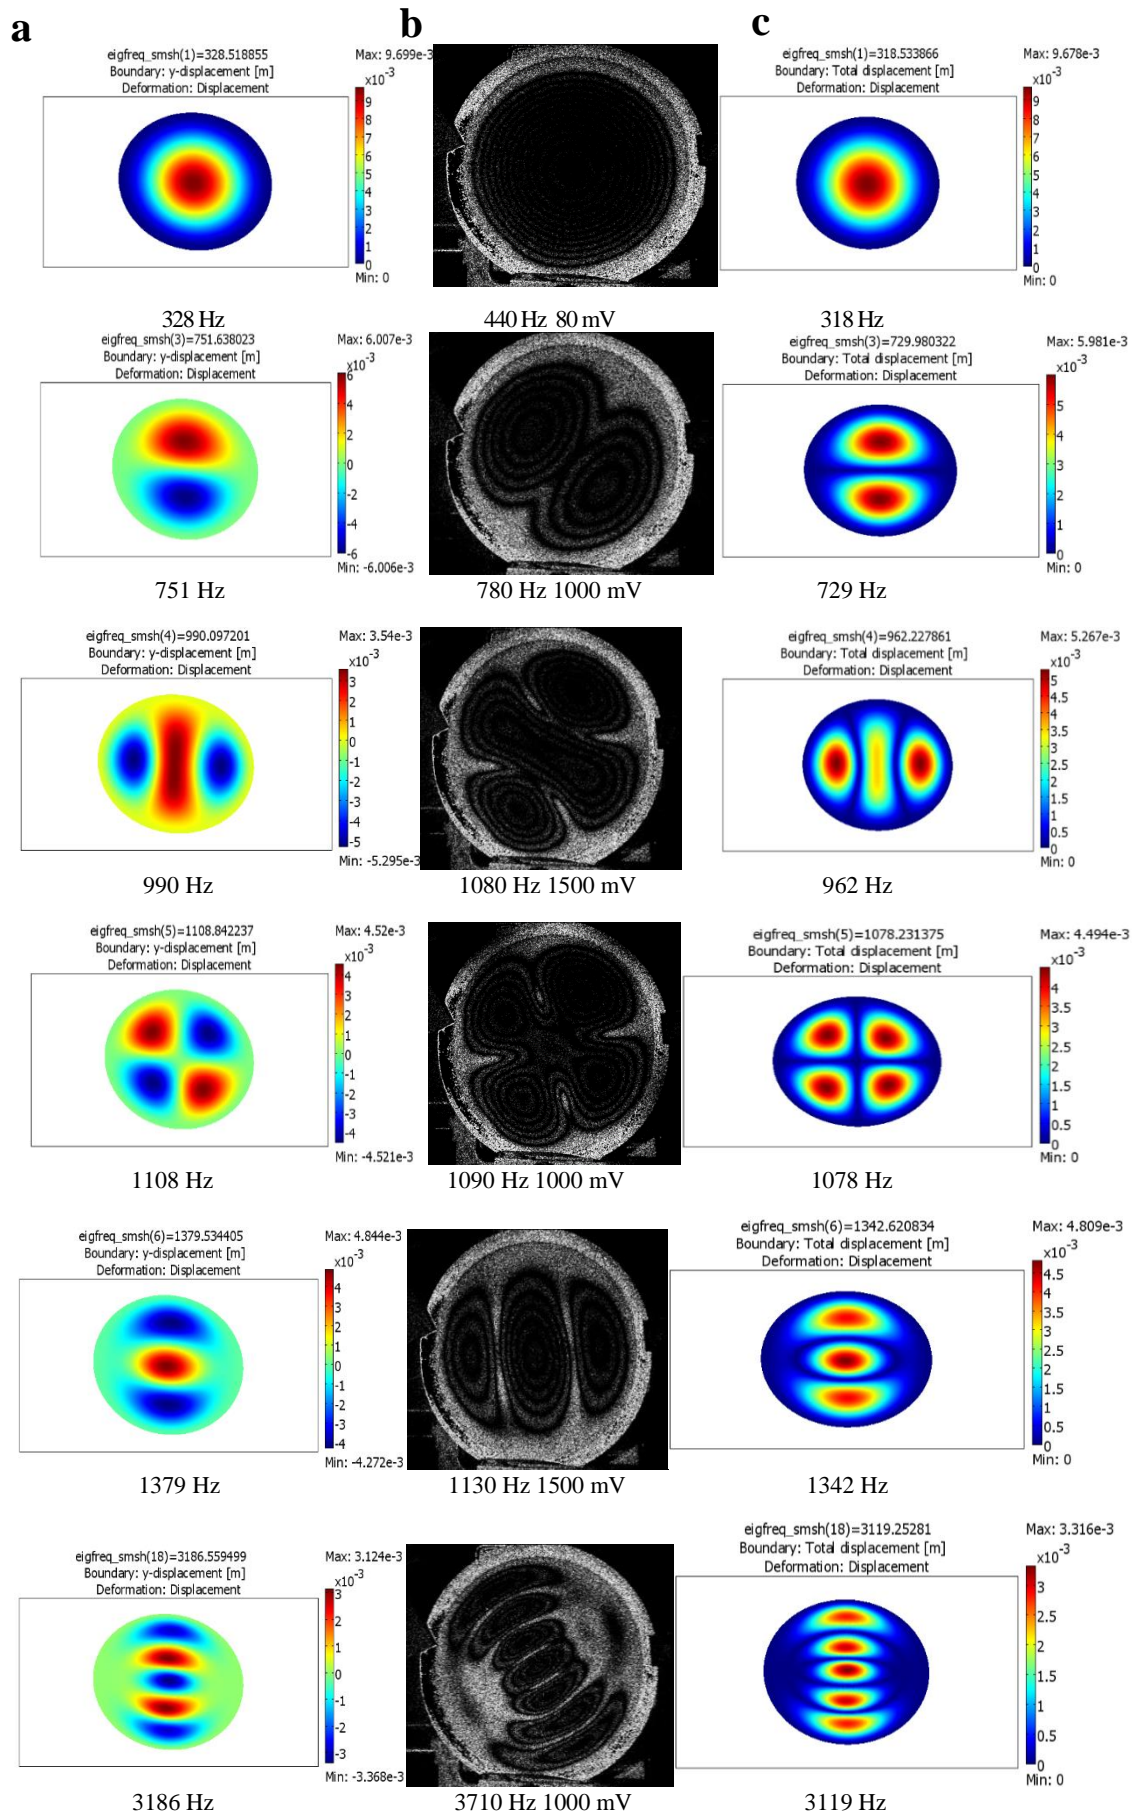 a
b
c
eigfreq_smsh(1)=328.518855
Boundary: y-displacement [m]
Deformation: Displacement
Max: 9.699e-3
×10-3
9
8
7
6
5
4
3
2
1
0
Min: 0
328 Hz
440 Hz 80 mV
eigfreq_smsh(1)=318.533866
Boundary: Total displacement [m]
Deformation: Displacement
Max: 9.678e-3
×10-3
9
8
7
6
5
4
3
2
1
0
Min: 0
318 Hz
eigfreq_smsh(3)=751.638023
Boundary: y-displacement [m]
Deformation: Displacement
Max: 6.007e-3
×10-3
6
4
2
0
-2
-4
-6
Min: -6.006e-3
751 Hz
780 Hz 1000 mV
eigfreq_smsh(3)=729.980322
Boundary: Total displacement [m]
Deformation: Displacement
Max: 5.981e-3
×10-3
5
4
3
2
1
0
Min: 0
729 Hz
eigfreq_smsh(4)=990.097201
Boundary: y-displacement [m]
Deformation: Displacement
Max: 3.54e-3
×10-3
3
2
1
0
-1
-2
-3
-4
-5
Min: -5.295e-3
990 Hz
1080 Hz 1500 mV
eigfreq_smsh(4)=962.227861
Boundary: Total displacement [m]
Deformation: Displacement
Max: 5.267e-3
×10-3
5
4.5
4
3.5
3
2.5
2
1.5
1
0.5
0
Min: 0
962 Hz
eigfreq_smsh(5)=1108.842237
Boundary: y-displacement [m]
Deformation: Displacement
Max: 4.52e-3
×10-3
4
3
2
1
0
-1
-2
-3
-4
Min: -4.521e-3
1108 Hz
1090 Hz 1000 mV
eigfreq_smsh(5)=1078.231375
Boundary: Total displacement [m]
Deformation: Displacement
Max: 4.494e-3
×10-3
4
3.5
3
2.5
2
1.5
1
0.5
0
Min: 0
1078 Hz
eigfreq_smsh(6)=1379.534405
Boundary: y-displacement [m]
Deformation: Displacement
Max: 4.844e-3
×10-3
4
3
2
1
0
-1
-2
-3
-4
Min: -4.272e-3
1379 Hz
1130 Hz 1500 mV
eigfreq_smsh(6)=1342.620834
Boundary: Total displacement [m]
Deformation: Displacement
Max: 4.809e-3
×10-3
4.5
4
3.5
3
2.5
2
1.5
1
0.5
0
Min: 0
1342 Hz
eigfreq_smsh(18)=3186.559499
Boundary: y-displacement [m]
Deformation: Displacement
Max: 3.124e-3
×10-3
3
2
1
0
-1
-2
-3
Min: -3.368e-3
3186 Hz
3710 Hz 1000 mV
eigfreq_smsh(18)=3119.25281
Boundary: Total displacement [m]
Deformation: Displacement
Max: 3.316e-3
×10-3
3
2.5
2
1.5
1
0.5
0
Min: 0
3119 Hz